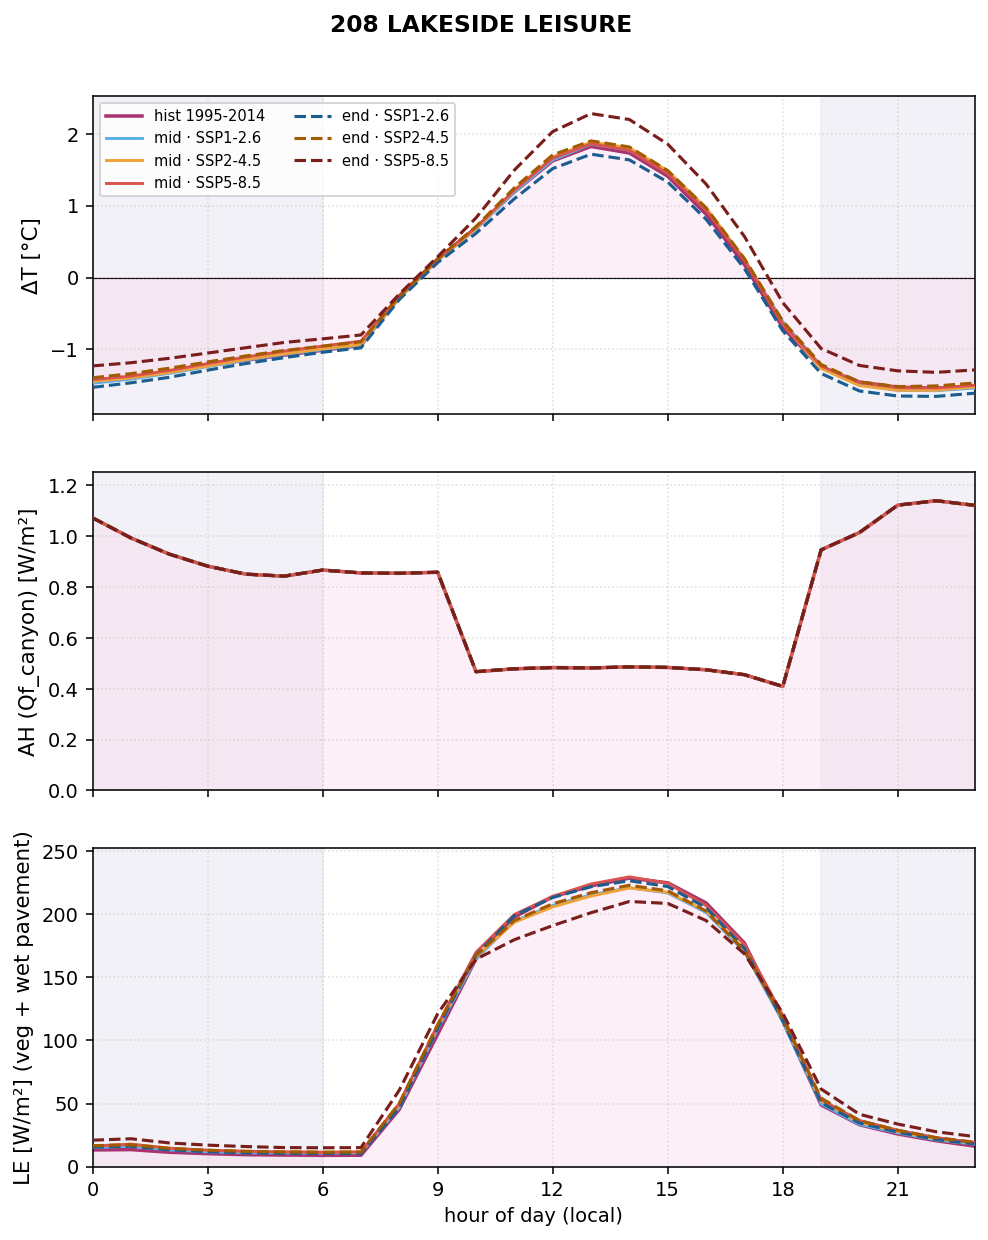 208 LAKESIDE LEISURE
hist 1995-2014
mid · SSP1-2.6
mid · SSP2-4.5
mid · SSP5-8.5
end · SSP1-2.6
end · SSP2-4.5
end · SSP5-8.5
ΔT [°C]
2
1
0
−1
AH (Qf_canyon) [W/m²]
1.2
1.0
0.8
0.6
0.4
0.2
0.0
LE [W/m²] (veg + wet pavement)
250
200
150
100
50
0
0 3 6 9 12 15 18 21
hour of day (local)